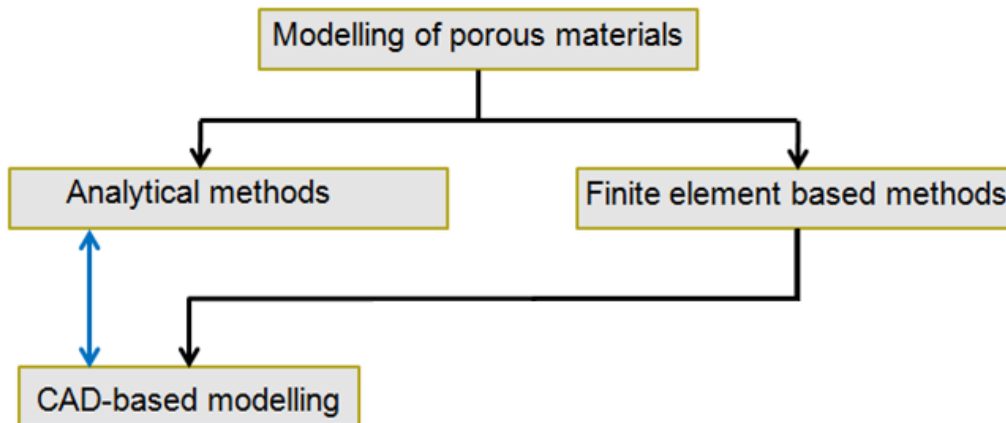 Modelling of porous materials
Analytical methods
Finite element based methods
CAD-based modelling